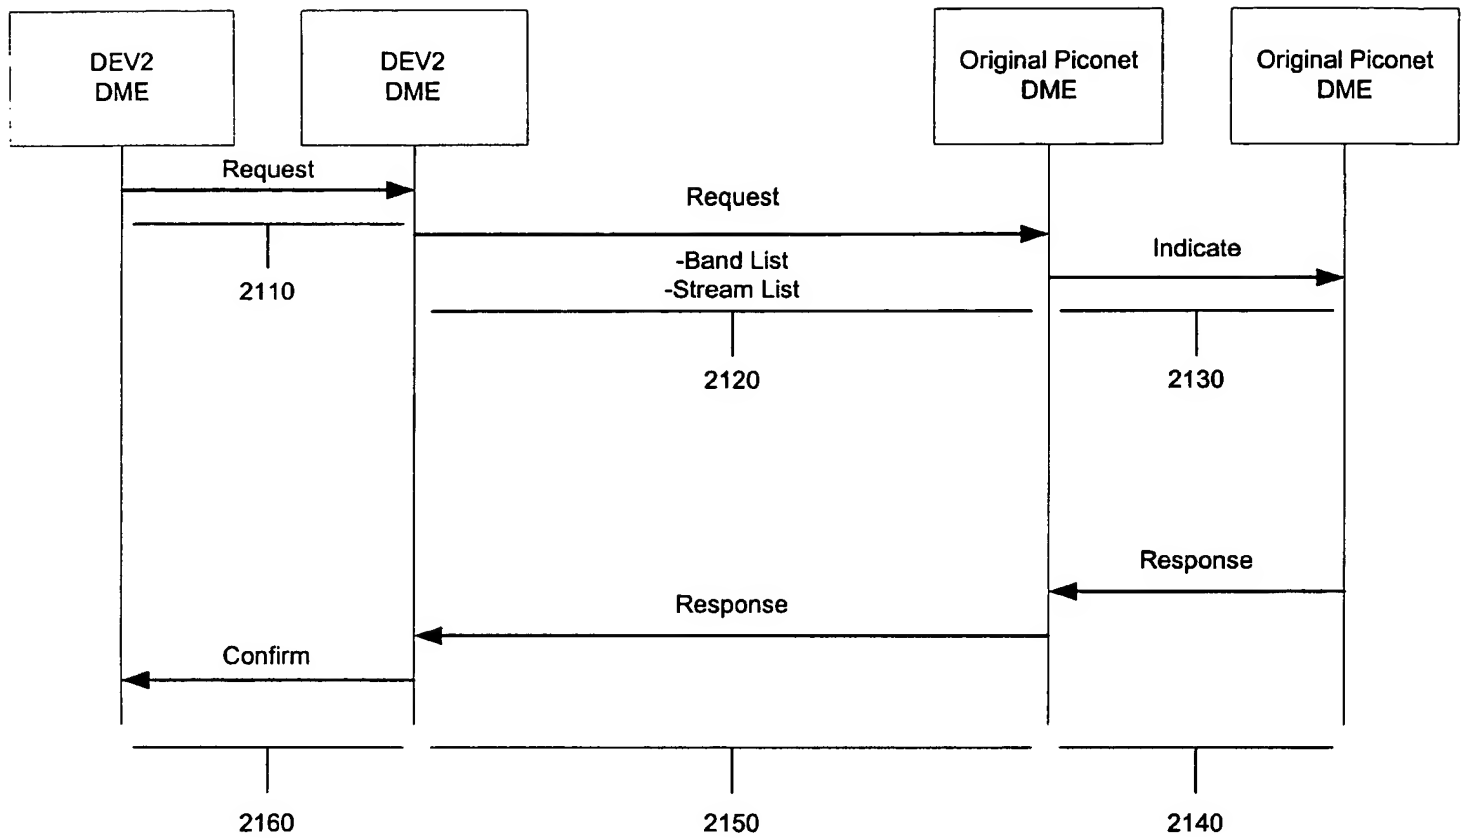 DEV2
DME
DEV2
DME
Original Piconet
DME
Original Piconet
DME
Request
Request
-Band List
-Stream List
Indicate
2110
2120
2130
Response
Response
Confirm
2160
2150
2140